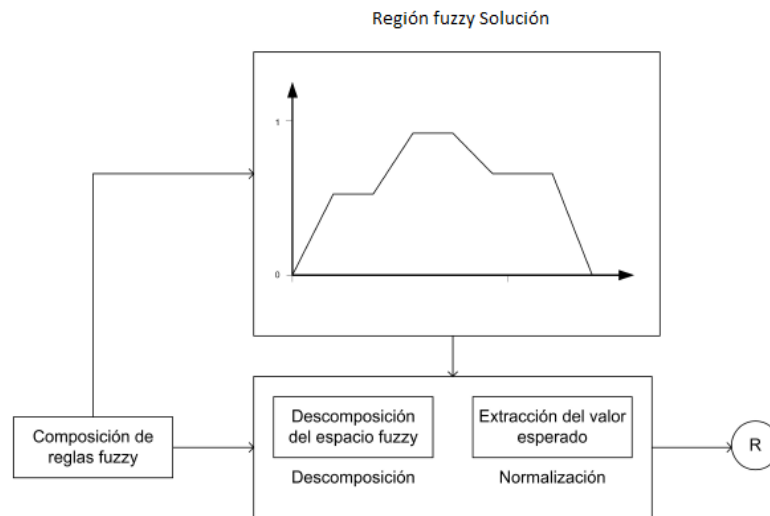 Región fuzzy Solución
1
0
Composición de
reglas fuzzy
Descomposición
del espacio fuzzy
Descomposición
Extracción del valor
esperado
Normalización
R